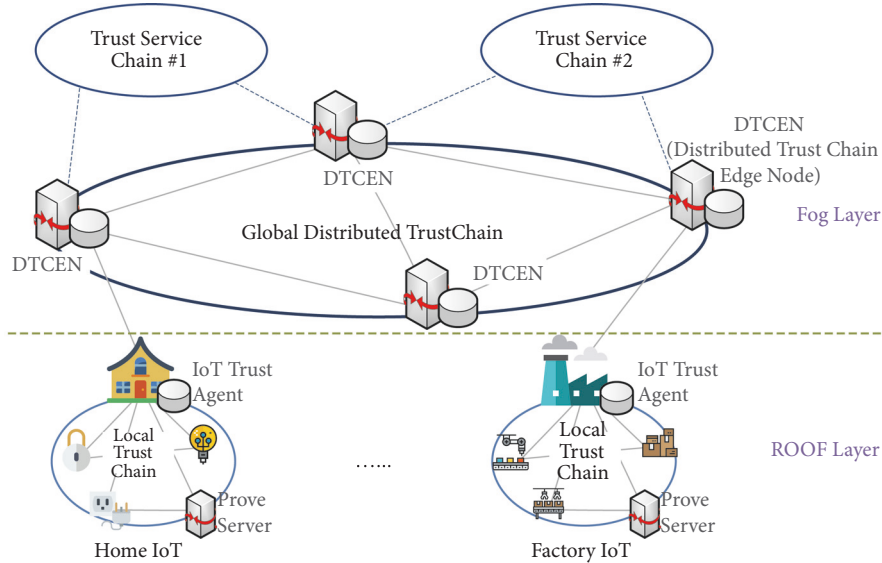 Trust Service
Chain #1
Trust Service
Chain #2
DTCEN
(Distributed Trust Chain
Edge Node)
DTCEN
Fog Layer
Global Distributed TrustChain
DTCEN
DTCEN
IoT Trust
Agent
IoT Trust
Agent
Local
Trust
Chain
Local
Trust
Chain
ROOF Layer
......
Prove
Server
Prove
Server
Home IoT
Factory IoT